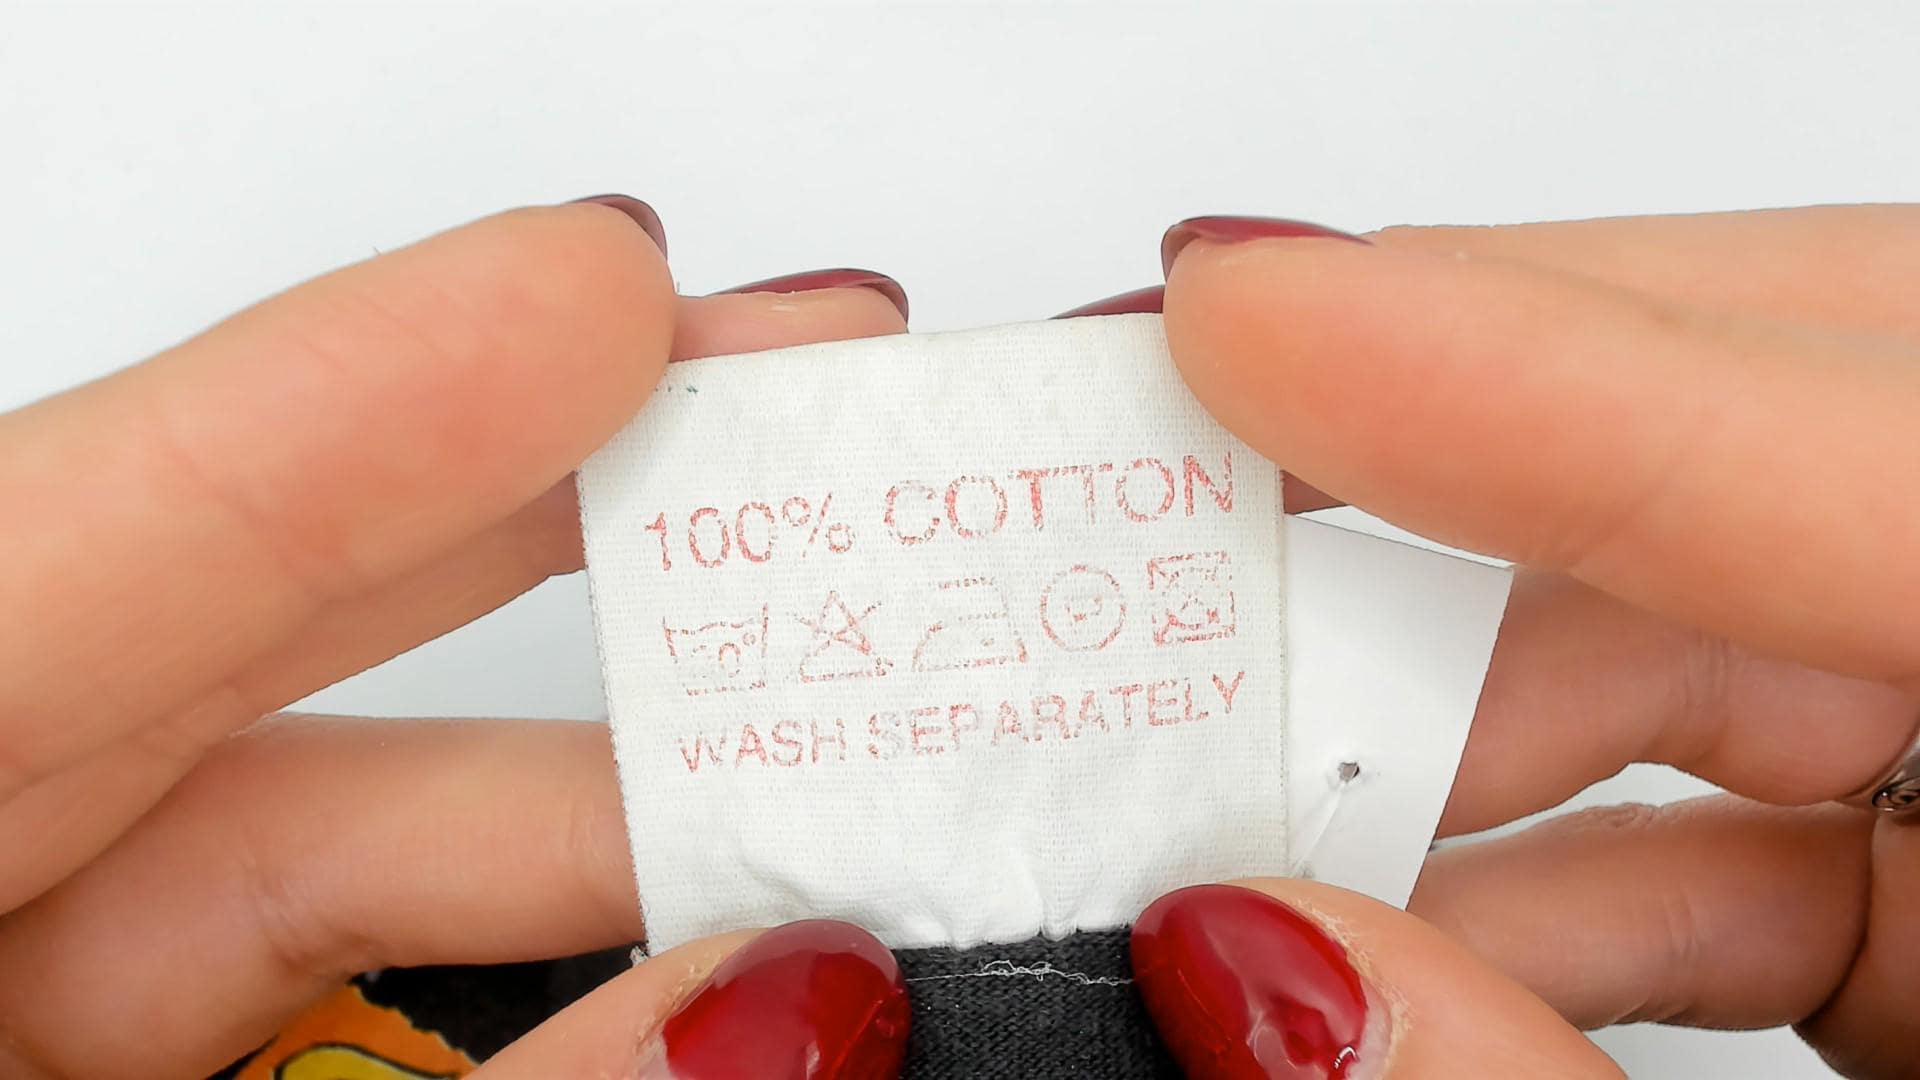 100% COTTON
WASH SEPARATELY